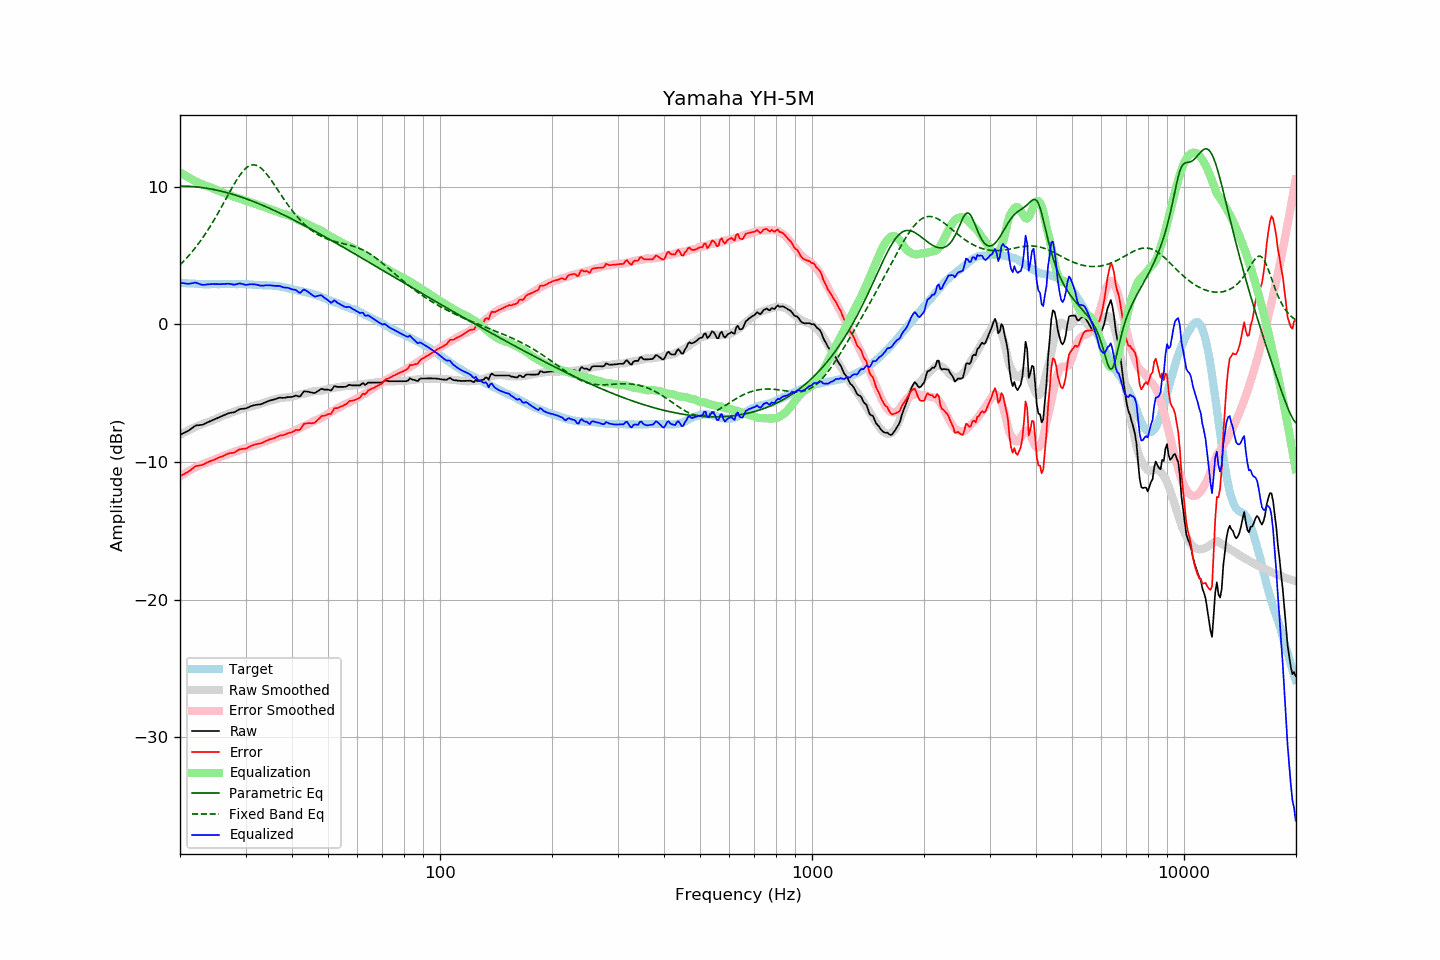 Yamaha YH-5M
Amplitude (dBr)
10
0
−10
−20
−30
100
1000
10000
Frequency (Hz)
Target
Raw Smoothed
Error Smoothed
Raw
Error
Equalization
Parametric Eq
Fixed Band Eq
Equalized